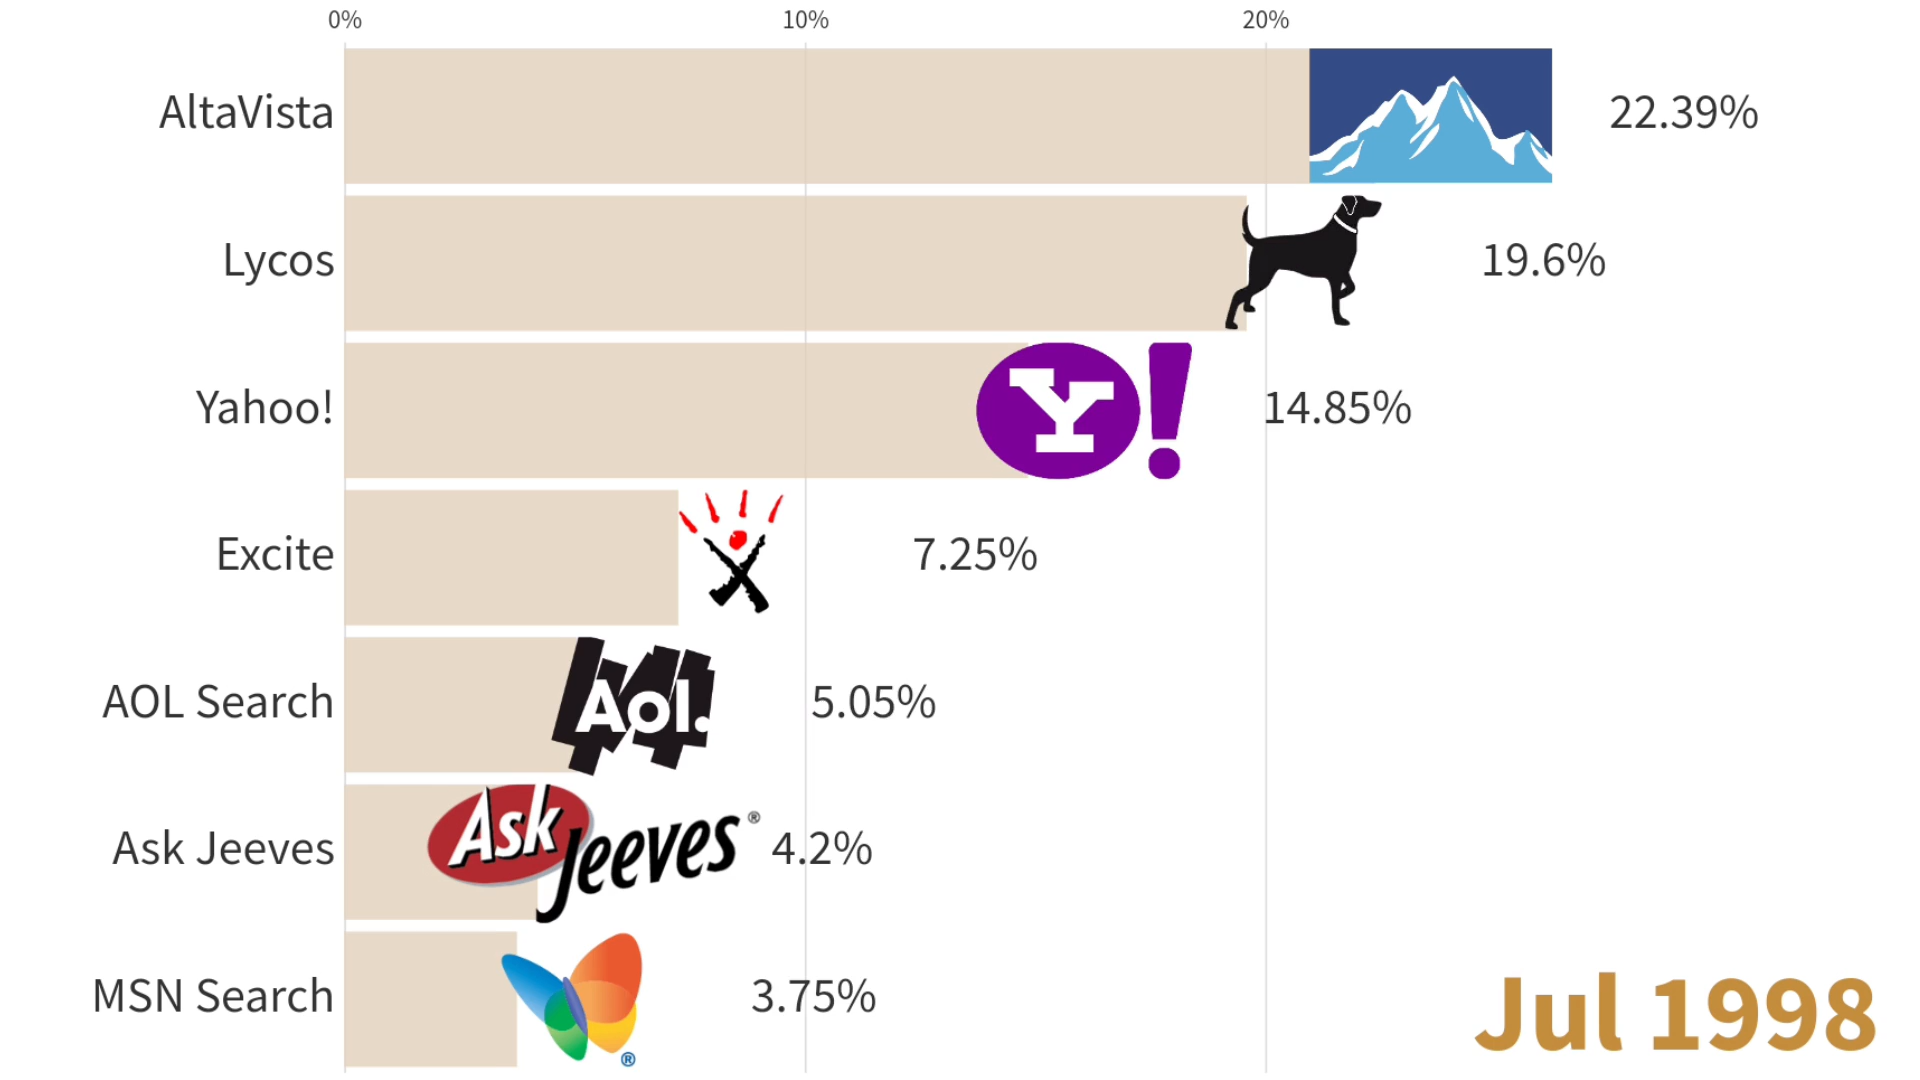 0% 10% 20%
AltaVista 22.39%
Lycos 19.6%
Yahoo! Y! 14.85%
Excite 7.25%
AOL Search Aol. 5.05%
Ask Jeeves Ask Jeeves® 4.2%
MSN Search ® 3.75%
Jul 1998